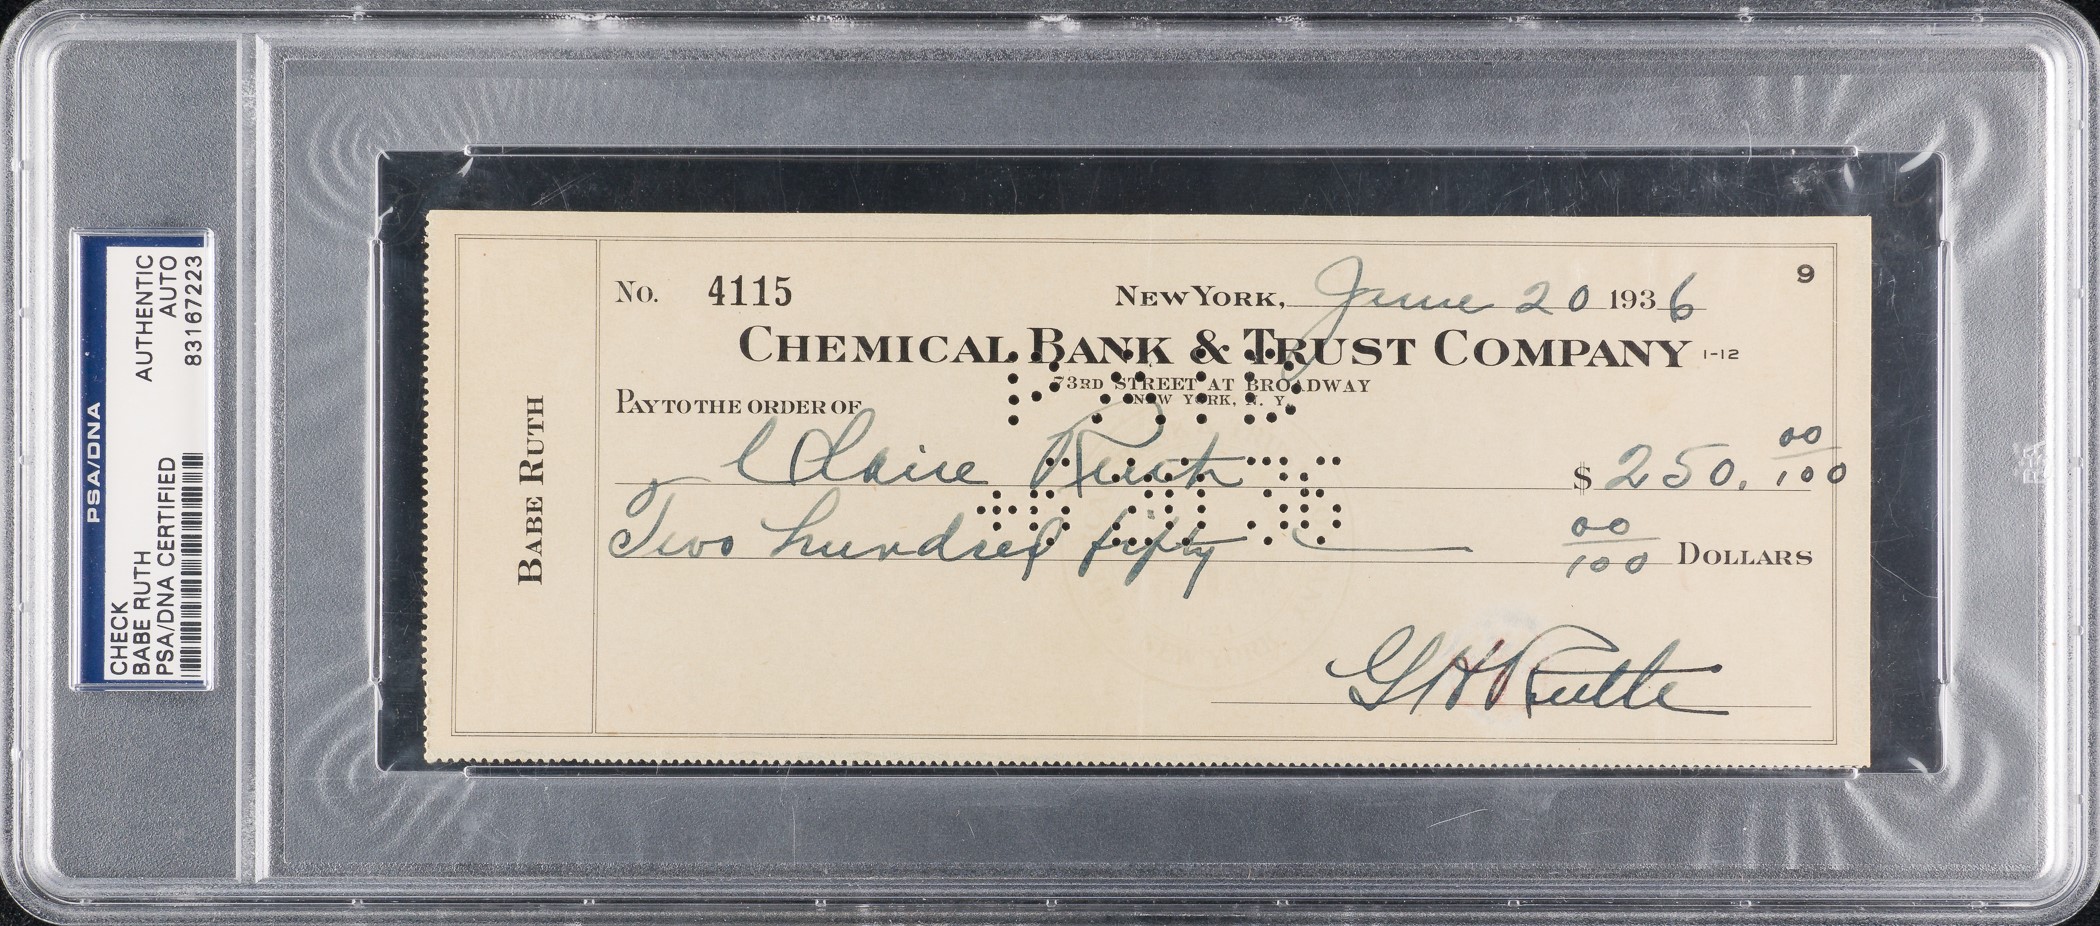 PSA/DNA
CHECK
BABE RUTH
PSA/DNA CERTIFIED
AUTHENTIC
AUTO
83167223
BABE RUTH
9
No. 4115 NEW YORK, June 20 1936
CHEMICAL BANK & TRUST COMPANY 1-12
73RD STREET AT BROADWAY
NEW YORK, N. Y.
PAID
PAY TO THE ORDER OF
Claire Ruth $ 250. 00/100
Two hundred fifty 00/100 DOLLARS
G H Ruth